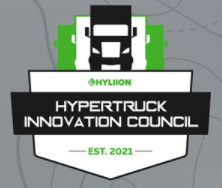 HYLIION
HYPERTRUCK
INNOVATION COUNCIL
EST. 2021